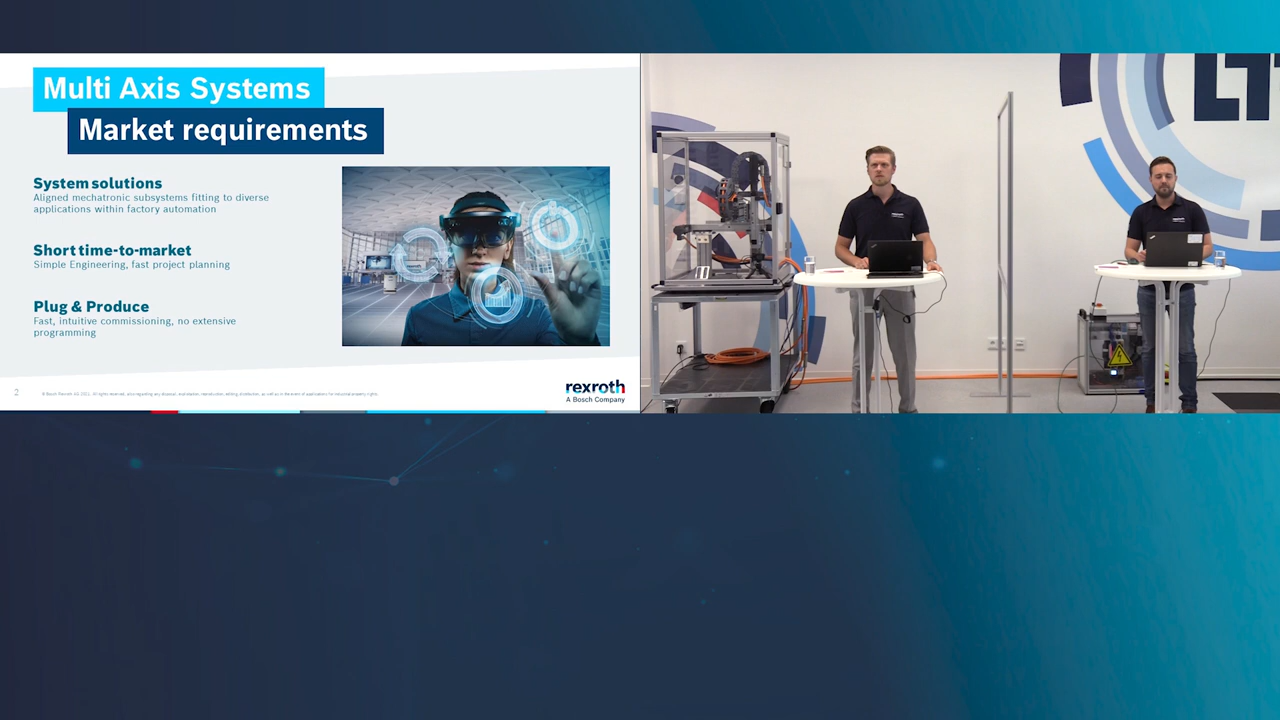 Multi Axis Systems
Market requirements
System solutions
Aligned mechatronic subsystems fitting to diverse
applications within factory automation
Short time-to-market
Simple Engineering, fast project planning
Plug & Produce
Fast, intuitive commissioning, no extensive
programming
2
rexroth
A Bosch Company